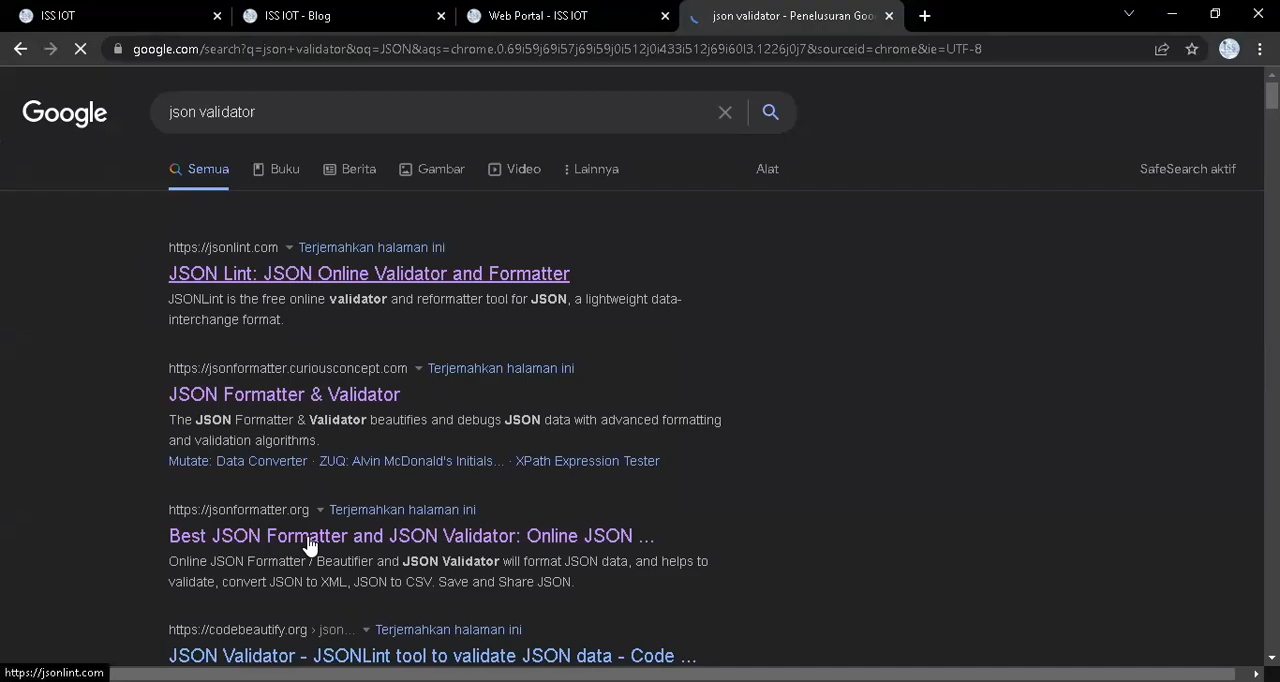 ISS IOT
ISS IOT - Blog
Web Portal - ISS IOT
json validator - Penelusuran Goo
google.com/search?q=json+validator&oq=JSON&aqs=chrome.0.69i59j69i57j69i59j0i512j0i433i512j69i60l3.1226j0j7&sourceid=chrome&ie=UTF-8
Google
json validator
Semua
Buku
Berita
Gambar
Video
Lainnya
Alat
SafeSearch aktif
https://jsonlint.com Terjemahkan halaman ini
JSON Lint: JSON Online Validator and Formatter
JSONLint is the free online validator and reformatter tool for JSON, a lightweight data-
interchange format.
https://jsonformatter.curiousconcept.com Terjemahkan halaman ini
JSON Formatter & Validator
The JSON Formatter & Validator beautifies and debugs JSON data with advanced formatting
and validation algorithms.
Mutate: Data Converter · ZUQ: Alvin McDonald's Initials... · XPath Expression Tester
https://jsonformatter.org Terjemahkan halaman ini
Best JSON Formatter and JSON Validator: Online JSON ...
Online JSON Formatter / Beautifier and JSON Validator will format JSON data, and helps to
validate, convert JSON to XML, JSON to CSV. Save and Share JSON.
https://codebeautify.org › json... Terjemahkan halaman ini
JSON Validator - JSONLint tool to validate JSON data - Code ...
https://jsonlint.com